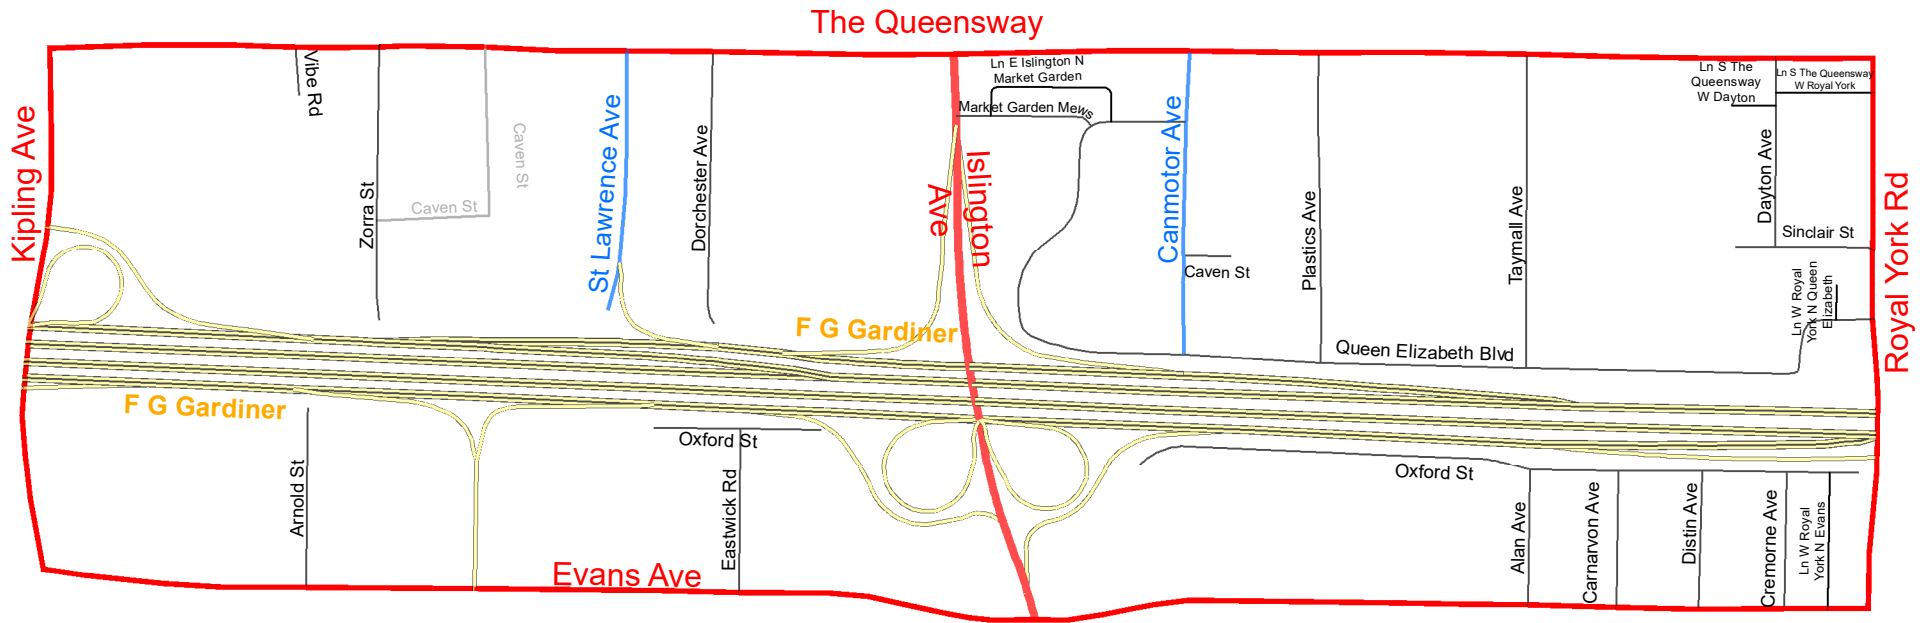 The Queensway
Kipling Ave
Vibe Rd
Zorra St
Caven St
Caven St
St Lawrence Ave
Dorchester Ave
Islington
Ave
Ln E Islington N
Market Garden
Market Garden Mews
Canmotor Ave
Caven St
Plastics Ave
Taymall Ave
Ln S The
Queensway
W Dayton
Ln S The Queensway
W Royal York
Dayton Ave
Sinclair St
Ln W Royal
York N Queen
Elizabeth
Royal York Rd
Queen Elizabeth Blvd
F G Gardiner
F G Gardiner
Arnold St
Oxford St
Eastwick Rd
Evans Ave
Oxford St
Alan Ave
Carnarvon Ave
Distin Ave
Cremorne Ave
Ln W Royal
York N Evans